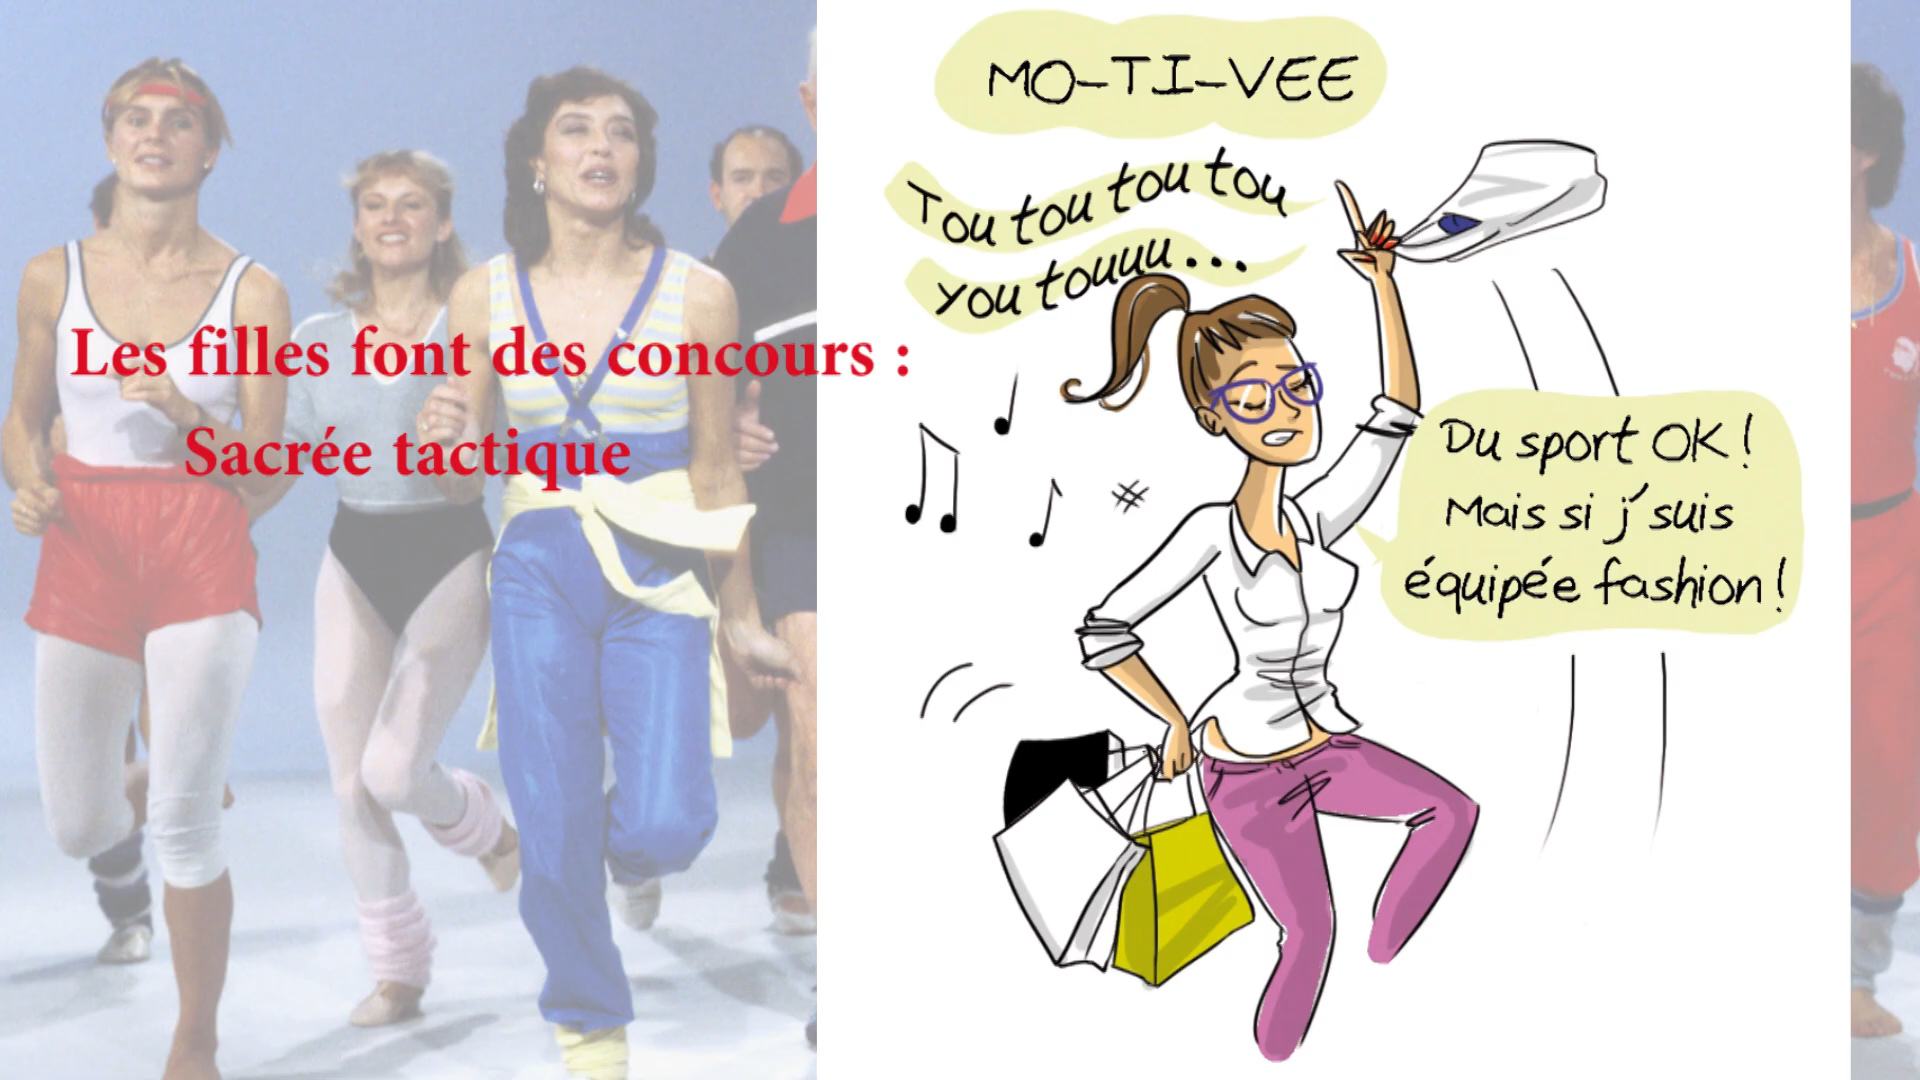 Les filles font des concours :
Sacrée tactique
MO-TI-VEE
Tou tou tou tou
you touuu...
Du sport OK !
Mais si j'suis
équipée fashion !